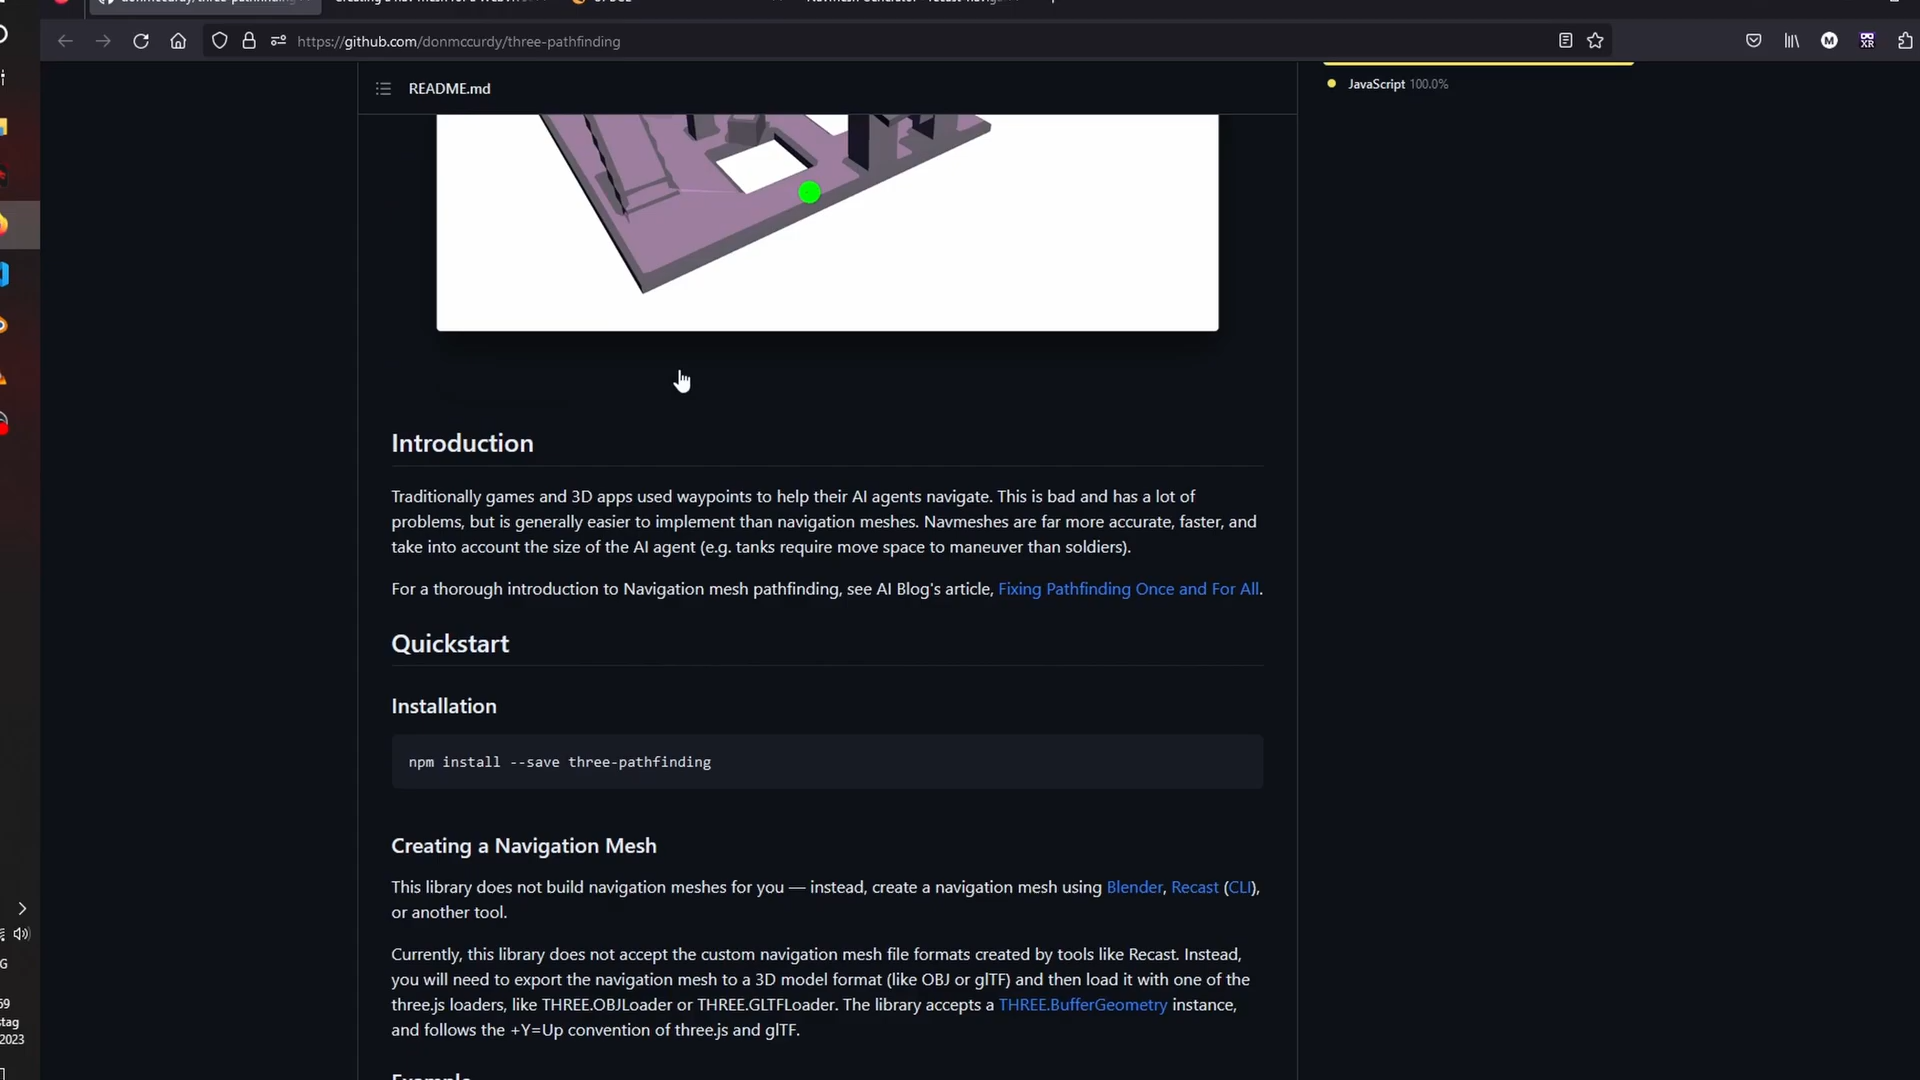 https://github.com/donmccurdy/three-pathfinding
M
XR
README.md
JavaScript 100.0%
Introduction
Traditionally games and 3D apps used waypoints to help their AI agents navigate. This is bad and has a lot of
problems, but is generally easier to implement than navigation meshes. Navmeshes are far more accurate, faster, and
take into account the size of the AI agent (e.g. tanks require move space to maneuver than soldiers).
For a thorough introduction to Navigation mesh pathfinding, see AI Blog's article, Fixing Pathfinding Once and For All.
Quickstart
Installation
npm install --save three-pathfinding
Creating a Navigation Mesh
This library does not build navigation meshes for you — instead, create a navigation mesh using Blender, Recast (CLI),
or another tool.
Currently, this library does not accept the custom navigation mesh file formats created by tools like Recast. Instead,
you will need to export the navigation mesh to a 3D model format (like OBJ or glTF) and then load it with one of the
three.js loaders, like THREE.OBJLoader or THREE.GLTFLoader. The library accepts a THREE.BufferGeometry instance,
and follows the +Y=Up convention of three.js and glTF.
Example
G
59
stag
2023